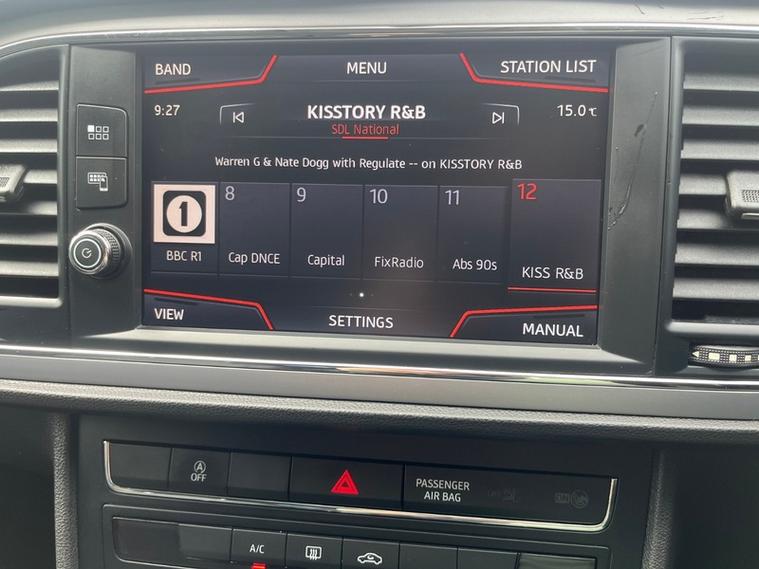 BAND
MENU
STATION LIST
9:27
KISSTORY R&B
15.0 °C
SDL National
Warren G & Nate Dogg with Regulate -- on KISSTORY R&B
1
8
9
10
11
12
BBC R1
Cap DNCE
Capital
FixRadio
Abs 90s
KISS R&B
VIEW
SETTINGS
MANUAL
A
OFF
PASSENGER
AIR BAG
A/C